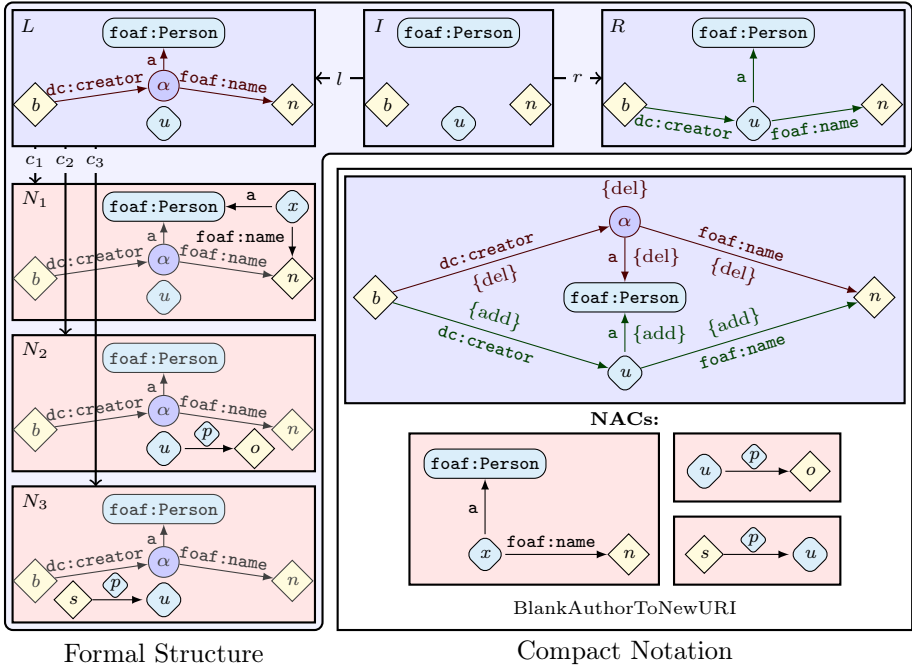 L
foaf:Person
a
dc:creator
foaf:name
b
α
n
u
l
I
foaf:Person
b
n
u
r
R
foaf:Person
a
b
u
n
dc:creator
foaf:name
c1
c2
c3
N1
foaf:Person
a
x
foaf:name
a
dc:creator
foaf:name
b
α
n
u
N2
foaf:Person
a
dc:creator
foaf:name
b
α
n
u
p
o
N3
foaf:Person
a
dc:creator
foaf:name
b
α
n
s
p
u
Formal Structure
{del}
α
dc:creator
{del}
a
{del}
foaf:name
{del}
b
foaf:Person
n
{add}
dc:creator
a
{add}
{add}
foaf:name
u
NACs:
foaf:Person
a
x
foaf:name
n
u
p
o
s
p
u
BlankAuthorToNewURI
Compact Notation